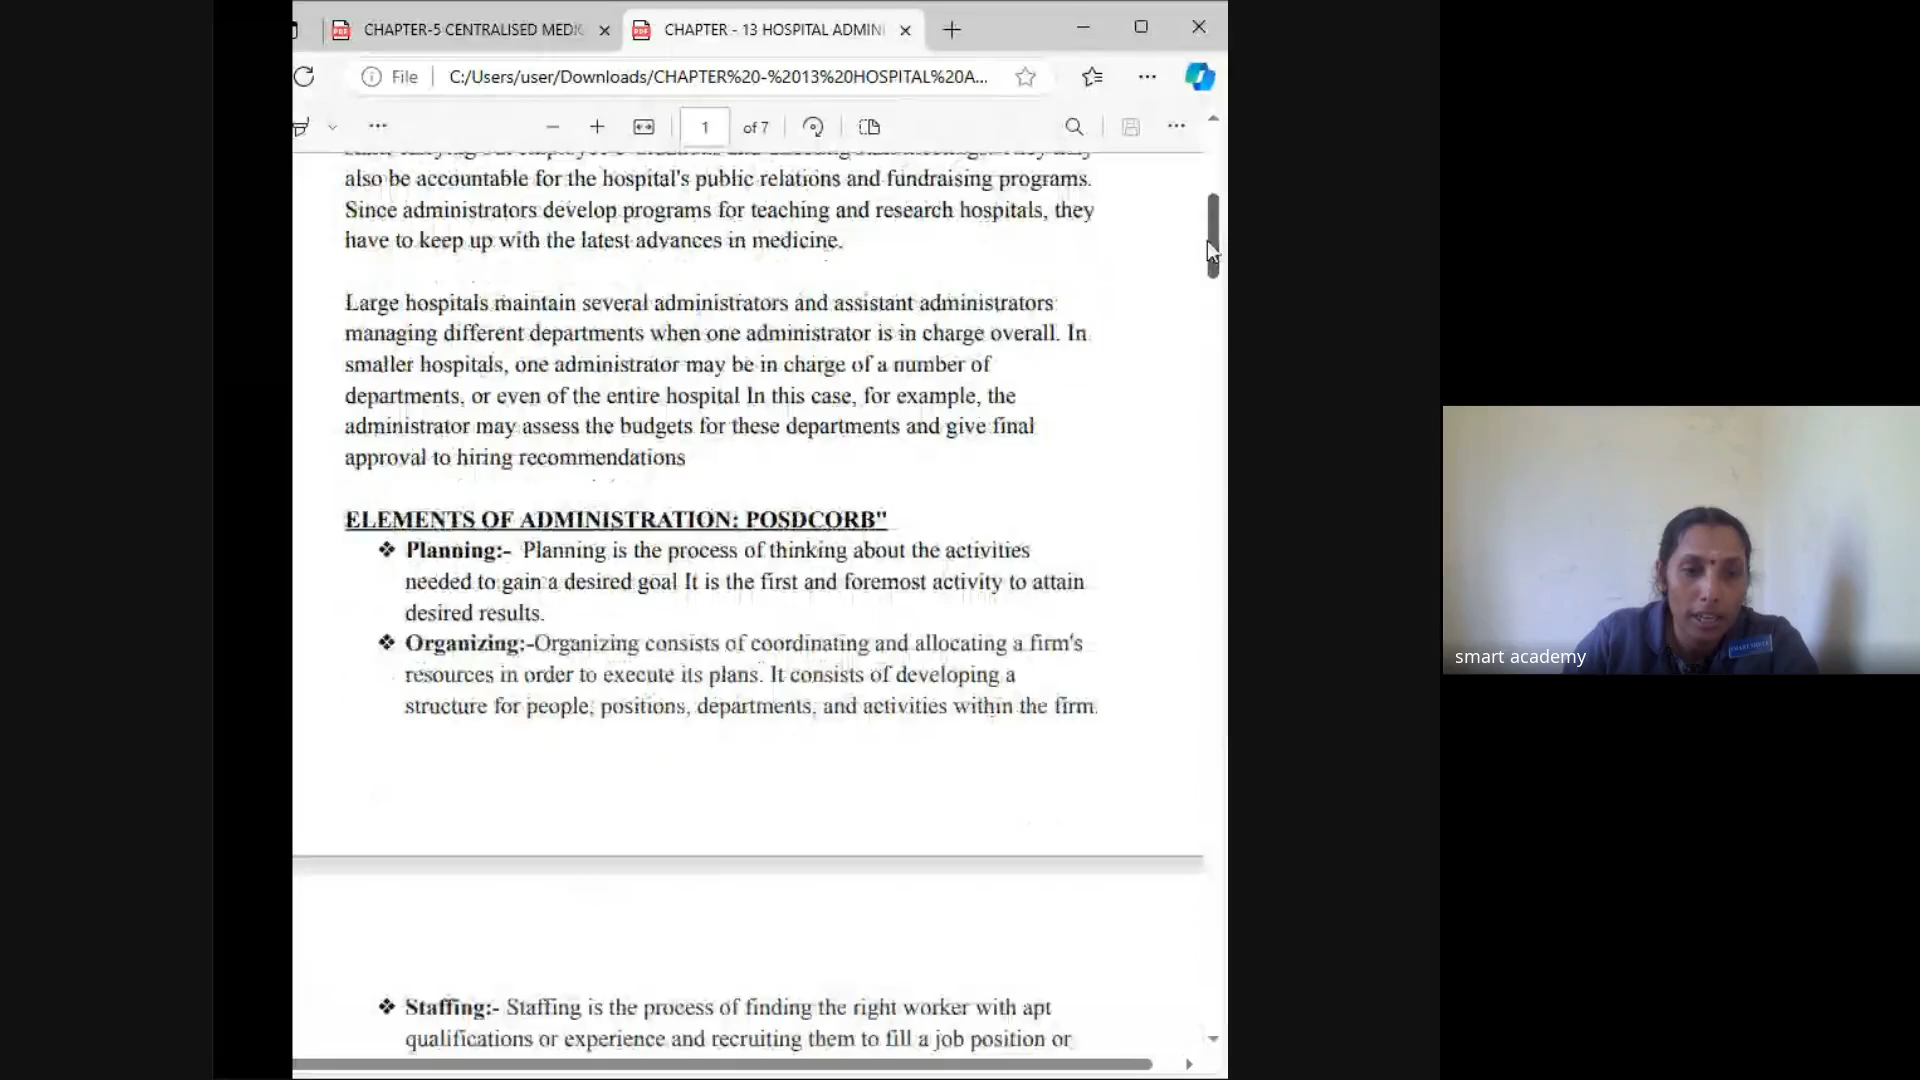 CHAPTER-5 CENTRALISED MEDI
CHAPTER - 13 HOSPITAL ADMIN
File
C:/Users/user/Downloads/CHAPTER%20-%2013%20HOSPITAL%20A...
1 of 7
also be accountable for the hospital's public relations and fundraising programs.
Since administrators develop programs for teaching and research hospitals, they
have to keep up with the latest advances in medicine.
Large hospitals maintain several administrators and assistant administrators
managing different departments when one administrator is in charge overall. In
smaller hospitals, one administrator may be in charge of a number of
departments, or even of the entire hospital In this case, for example, the
administrator may assess the budgets for these departments and give final
approval to hiring recommendations
ELEMENTS OF ADMINISTRATION: POSDCORB"
❖ Planning:- Planning is the process of thinking about the activities
needed to gain a desired goal It is the first and foremost activity to attain
desired results.
❖ Organizing:-Organizing consists of coordinating and allocating a firm's
resources in order to execute its plans. It consists of developing a
structure for people, positions, departments, and activities within the firm.
❖ Staffing:- Staffing is the process of finding the right worker with apt
qualifications or experience and recruiting them to fill a job position or
smart academy